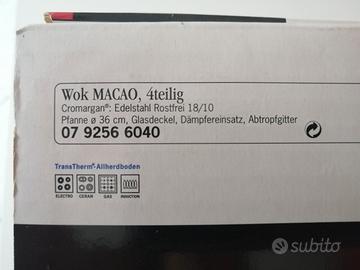 Wok MACAO, 4teilig
Cromargan®: Edelstahl Rostfrei 18/10
Pfanne ø 36 cm, Glasdeckel, Dämpfereinsatz, Abtropfgitter
07 9256 6040
TransTherm®-Allherdboden
ELECTRO CERAN GAS INDUCTION
subito